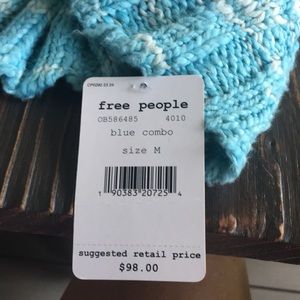 free people
OB586485 4010
blue combo
size M
1 90383 20725 4
suggested retail price
$98.00